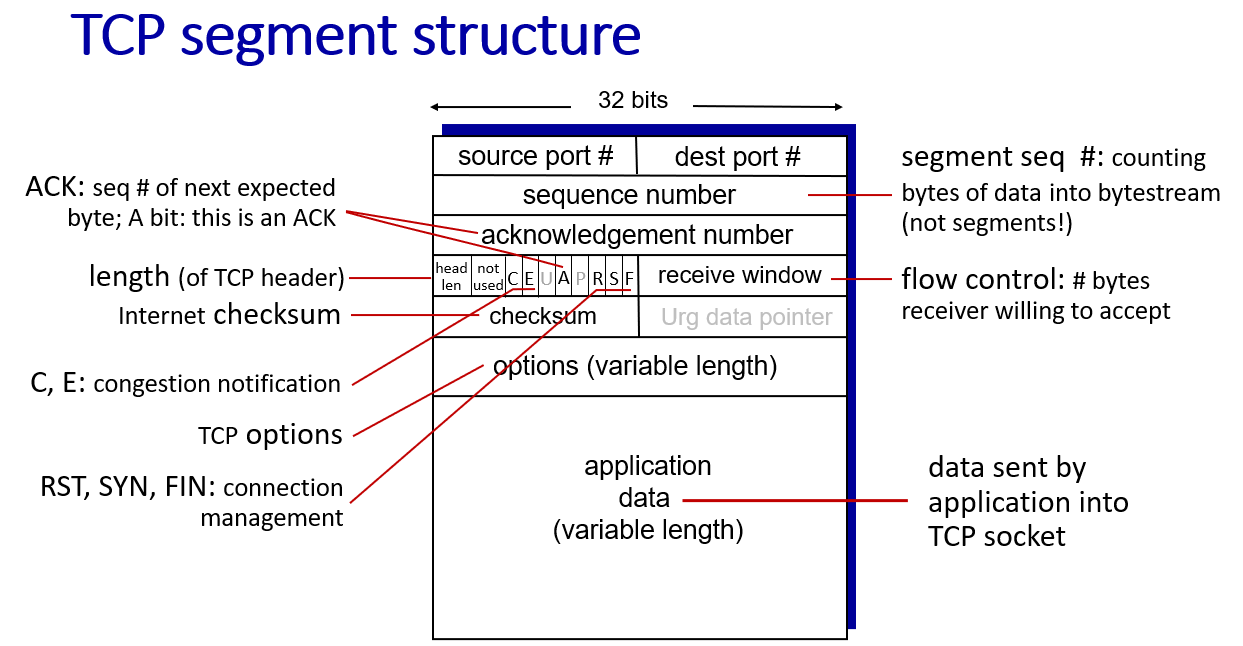 TCP segment structure
32 bits
source port # dest port #
sequence number
acknowledgement number
head len not used C E U A P R S F receive window
checksum Urg data pointer
options (variable length)
application
data
(variable length)
ACK: seq # of next expected
byte; A bit: this is an ACK
length (of TCP header)
Internet checksum
C, E: congestion notification
TCP options
RST, SYN, FIN: connection
management
segment seq #: counting
bytes of data into bytestream
(not segments!)
flow control: # bytes
receiver willing to accept
data sent by
application into
TCP socket